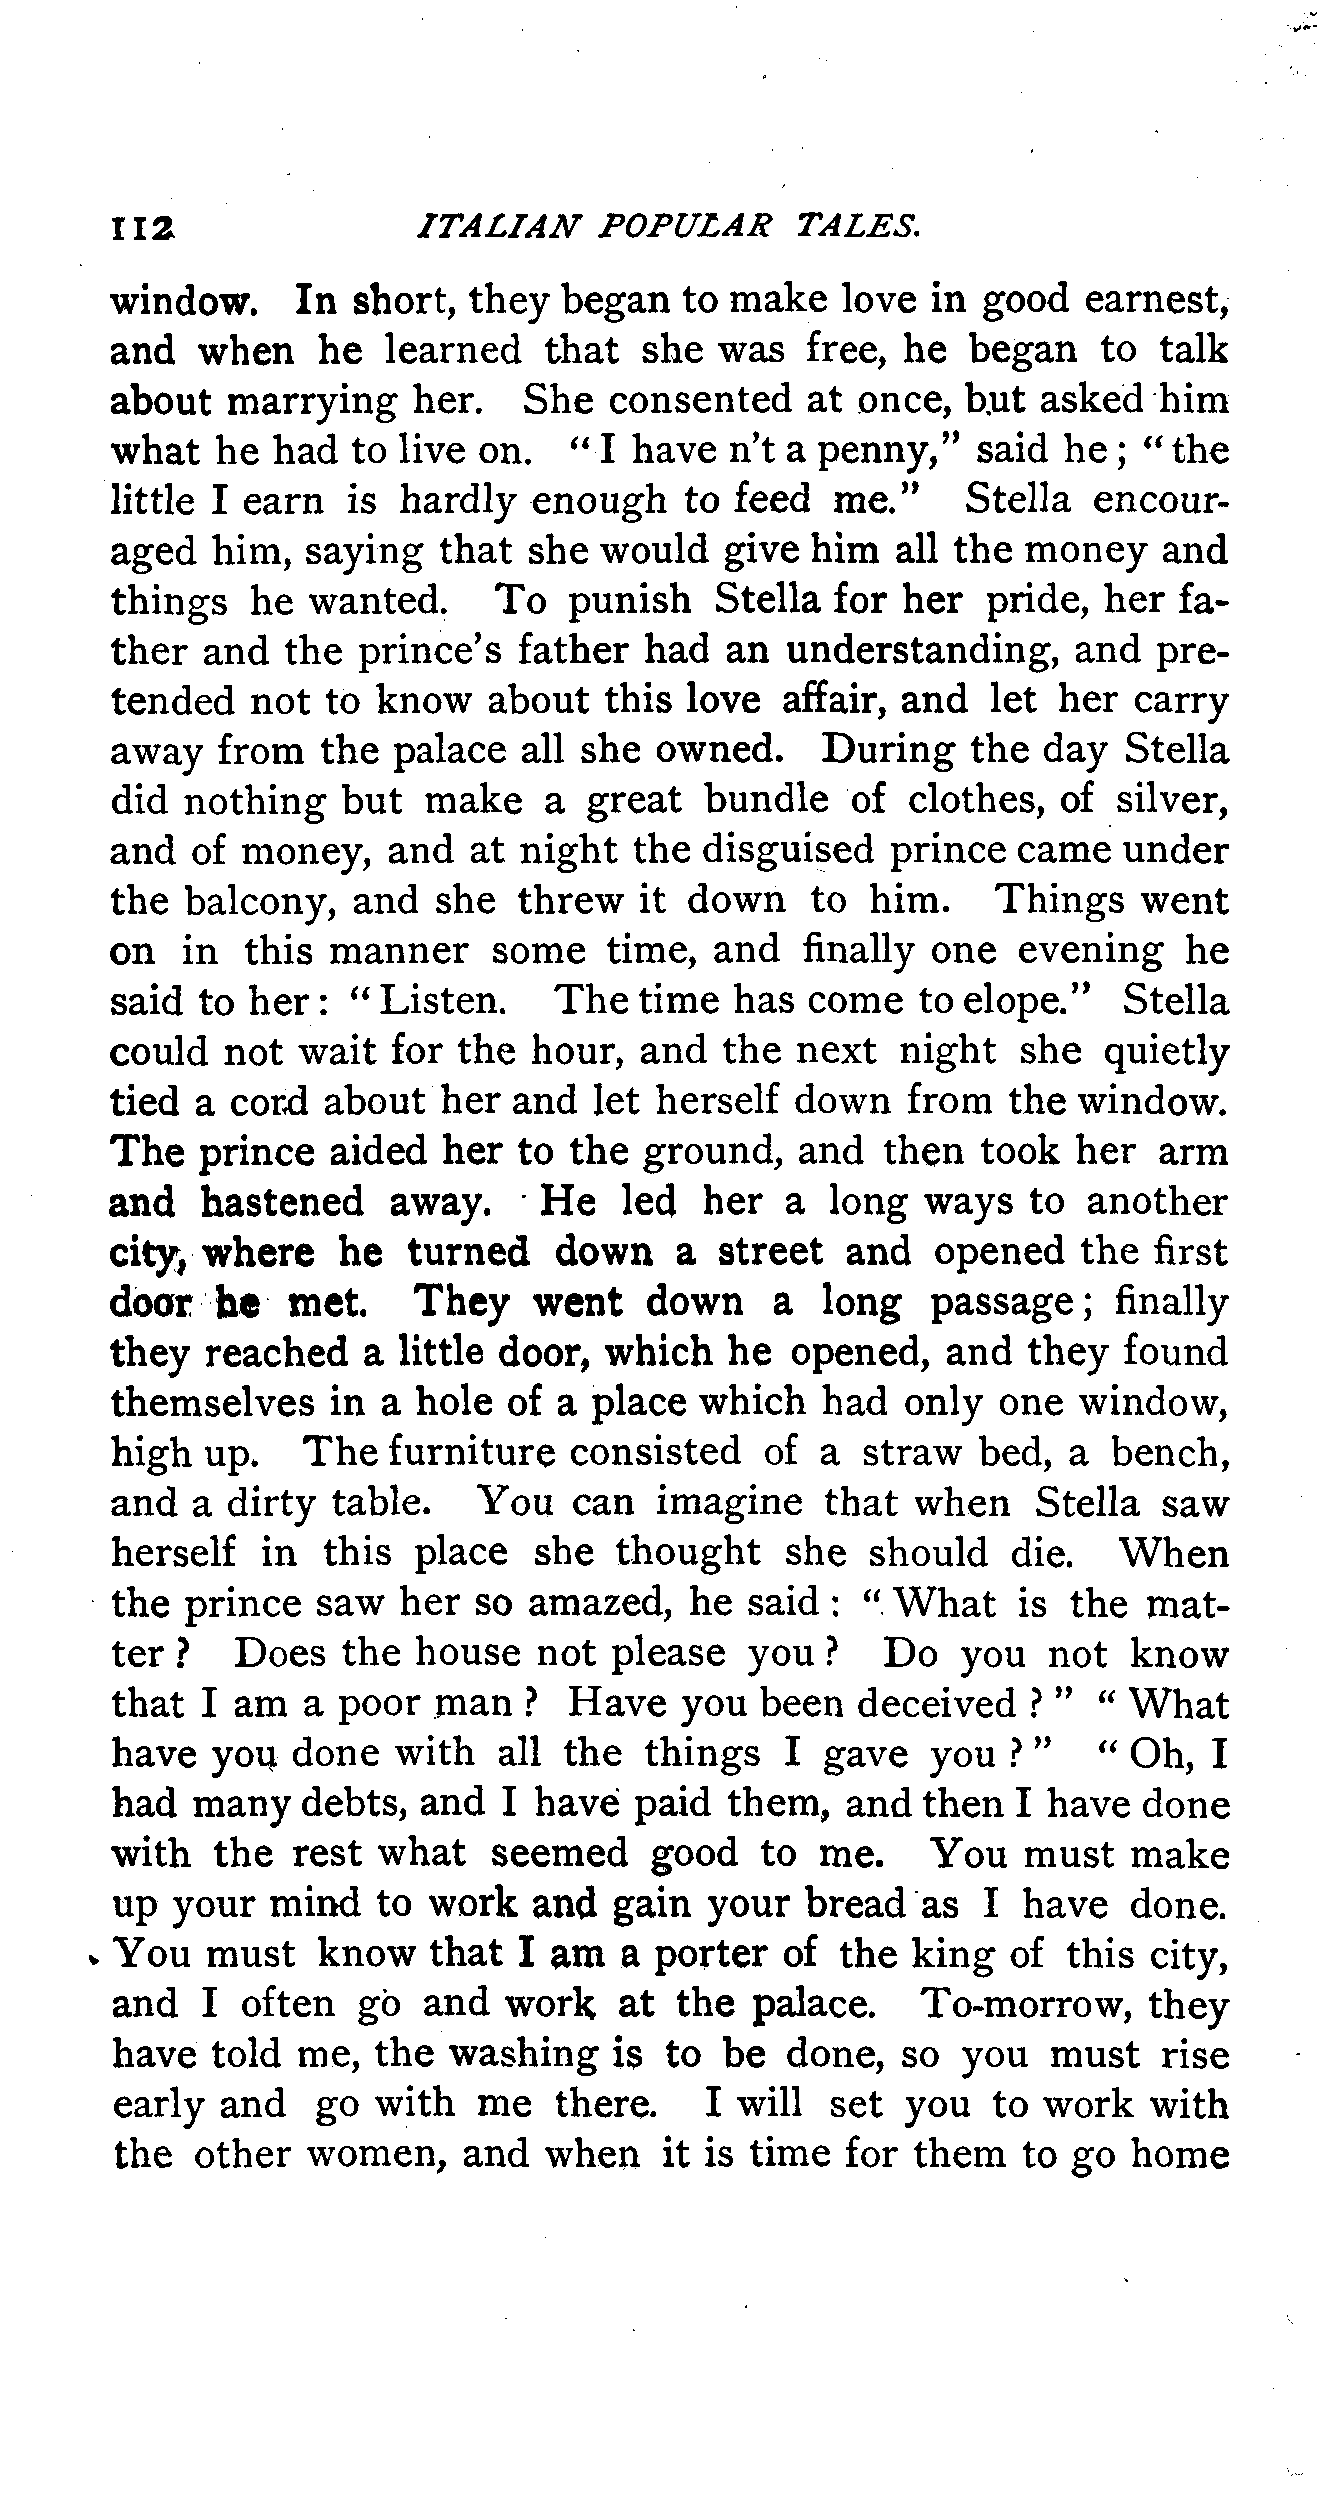 112 ITALIAN POPULAR TALES.
window. In short, they began to make love in good earnest,
and when he learned that she was free, he began to talk
about marrying her. She consented at once, but asked him
what he had to live on. "I have n't a penny," said he; "the
little I earn is hardly enough to feed me." Stella encour-
aged him, saying that she would give him all the money and
things he wanted. To punish Stella for her pride, her fa-
ther and the prince's father had an understanding, and pre-
tended not to know about this love affair, and let her carry
away from the palace all she owned. During the day Stella
did nothing but make a great bundle of clothes, of silver,
and of money, and at night the disguised prince came under
the balcony, and she threw it down to him. Things went
on in this manner some time, and finally one evening he
said to her: "Listen. The time has come to elope." Stella
could not wait for the hour, and the next night she quietly
tied a cord about her and let herself down from the window.
The prince aided her to the ground, and then took her arm
and hastened away. He led her a long ways to another
city, where he turned down a street and opened the first
door he met. They went down a long passage; finally
they reached a little door, which he opened, and they found
themselves in a hole of a place which had only one window,
high up. The furniture consisted of a straw bed, a bench,
and a dirty table. You can imagine that when Stella saw
herself in this place she thought she should die. When
the prince saw her so amazed, he said: "What is the mat-
ter? Does the house not please you? Do you not know
that I am a poor man? Have you been deceived?" "What
have you done with all the things I gave you?" "Oh, I
had many debts, and I have paid them, and then I have done
with the rest what seemed good to me. You must make
up your mind to work and gain your bread as I have done.
You must know that I am a porter of the king of this city,
and I often go and work at the palace. To-morrow, they
have told me, the washing is to be done, so you must rise
early and go with me there. I will set you to work with
the other women, and when it is time for them to go home